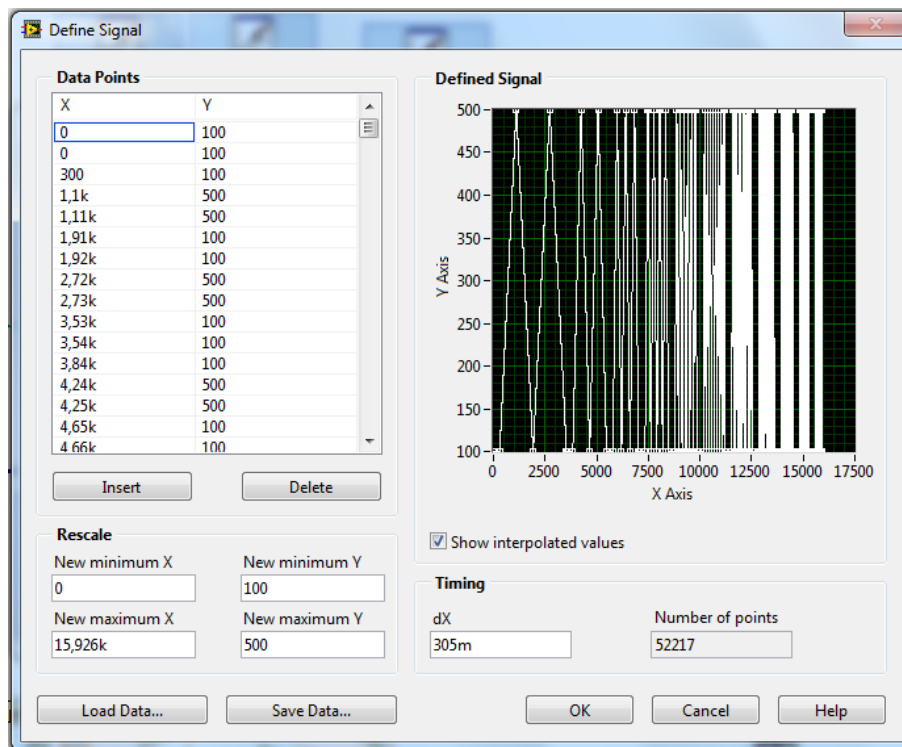 Define Signal
Data Points
X Y
0 100
0 100
300 100
1,1k 500
1,11k 500
1,91k 100
1,92k 100
2,72k 500
2,73k 500
3,53k 100
3,54k 100
3,84k 100
4,24k 500
4,25k 500
4,65k 100
4,66k 100
Insert Delete
Rescale
New minimum X New minimum Y
0 100
New maximum X New maximum Y
15,926k 500
Load Data... Save Data...
Defined Signal
500
450
400
350
300
250
200
150
100
Y Axis
0 2500 5000 7500 10000 12500 15000 17500
X Axis
Show interpolated values
Timing
dX Number of points
305m 52217
OK Cancel Help